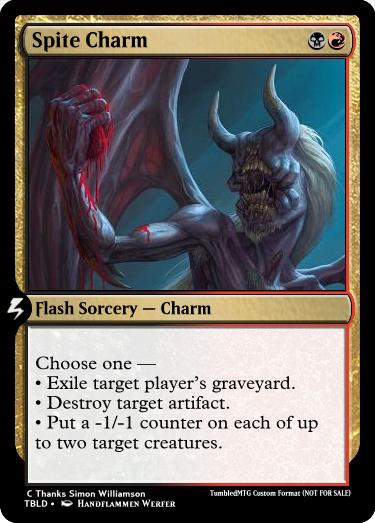 Spite Charm
Flash Sorcery — Charm
Choose one —
• Exile target player's graveyard.
• Destroy target artifact.
• Put a -1/-1 counter on each of up
to two target creatures.
C Thanks Simon Williamson
TumbledMTG Custom Format (NOT FOR SALE)
TBLD • Handflammen Werfer